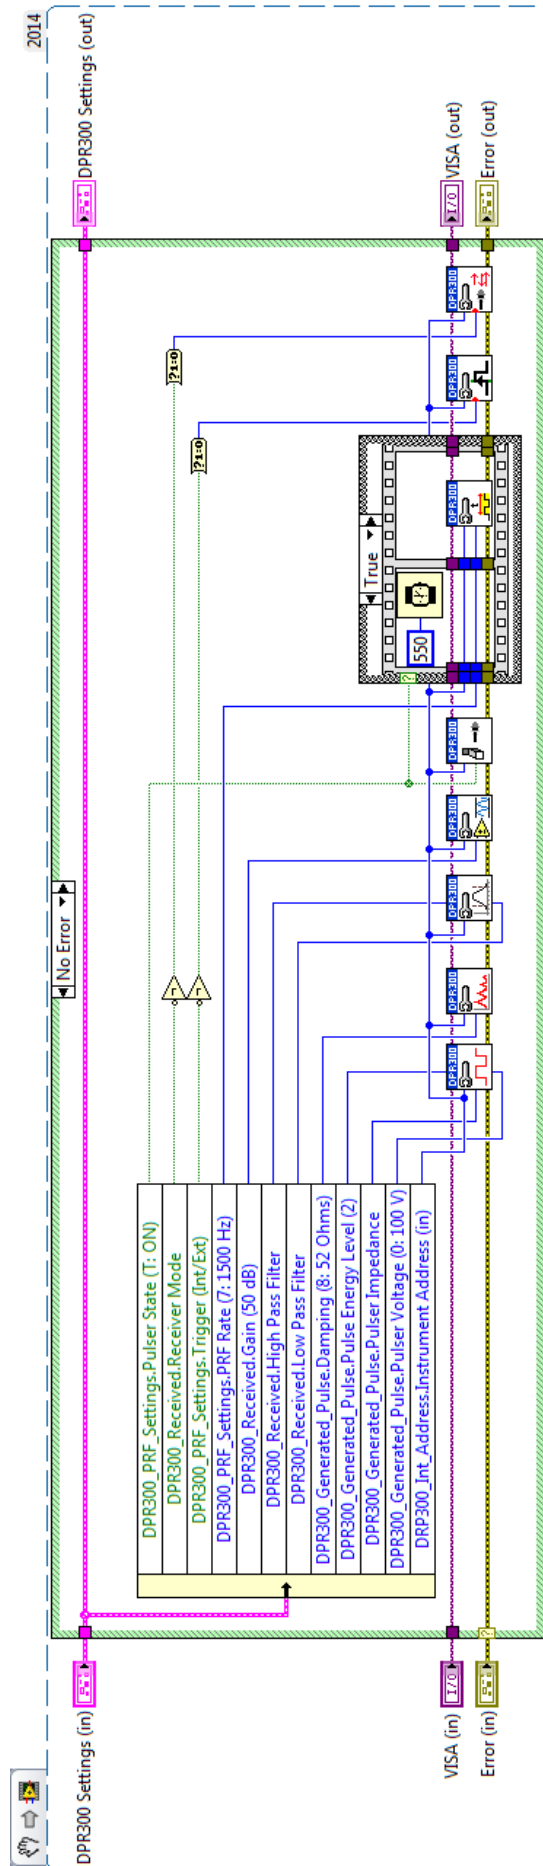 2014
DPR300 Settings (in)
DPR300 Settings (out)
No Error
DPR300_PRF_Settings.Pulser State (T: ON)
DPR300_Received.Receiver Mode
DPR300_PRF_Settings.Trigger (Int/Ext)
DPR300_PRF_Settings.PRF Rate (7: 1500 Hz)
DPR300_Received.Gain (50 dB)
DPR300_Received.High Pass Filter
DPR300_Received.Low Pass Filter
DPR300_Generated_Pulse.Damping (8: 52 Ohms)
DPR300_Generated_Pulse.Pulse Energy Level (2)
DPR300_Generated_Pulse.Pulser Impedance
DPR300_Generated_Pulse.Pulser Voltage (0: 100 V)
DRP300_Int_Address.Instrument Address (in)
?1:0
?1:0
True
550
?
DPR300
DPR300
DPR300
DPR300
DPR300
DPR300
DPR300
DPR300
VISA (in)
I/O
I/O
VISA (out)
Error (in)
?
Error (out)